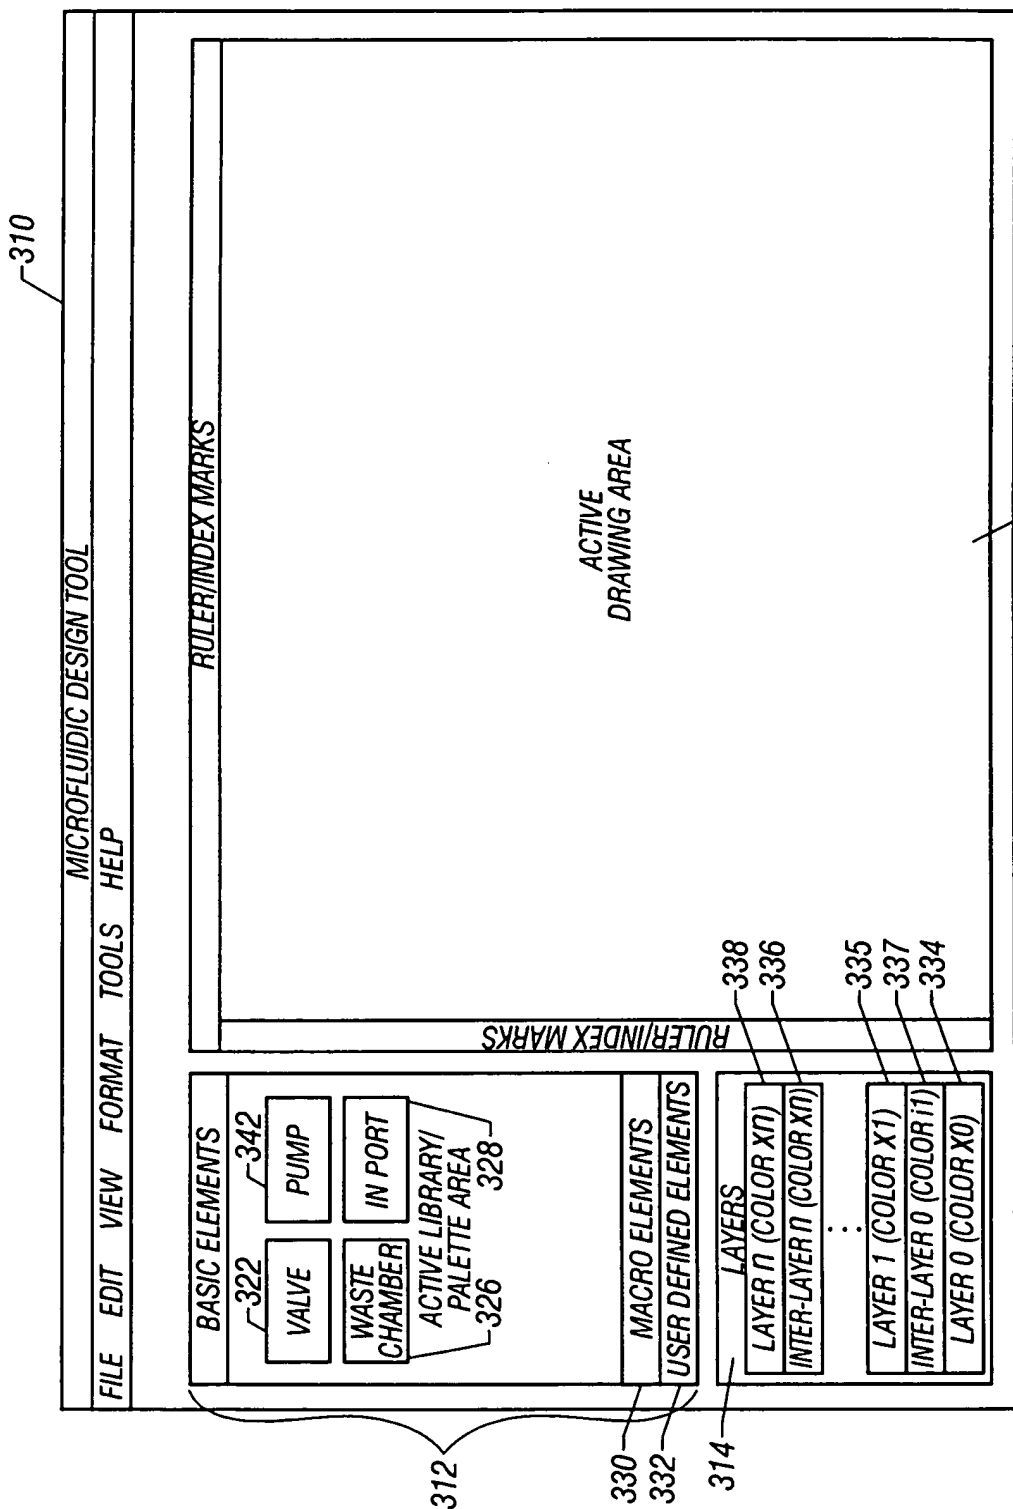 310
MICROFLUIDIC DESIGN TOOL
FILE EDIT VIEW FORMAT TOOLS HELP
RULER/INDEX MARKS
RULER/INDEX MARKS
ACTIVE
DRAWING AREA
312
BASIC ELEMENTS
322
342
VALVE
PUMP
WASTE
CHAMBER
IN PORT
ACTIVE LIBRARY/
PALETTE AREA
326
328
330
MACRO ELEMENTS
332
USER DEFINED ELEMENTS
314
LAYERS
LAYER n (COLOR Xn)
338
INTER-LAYER n (COLOR Xn)
336
LAYER 1 (COLOR X1)
335
INTER-LAYER 0 (COLOR i1)
337
LAYER 0 (COLOR X0)
334